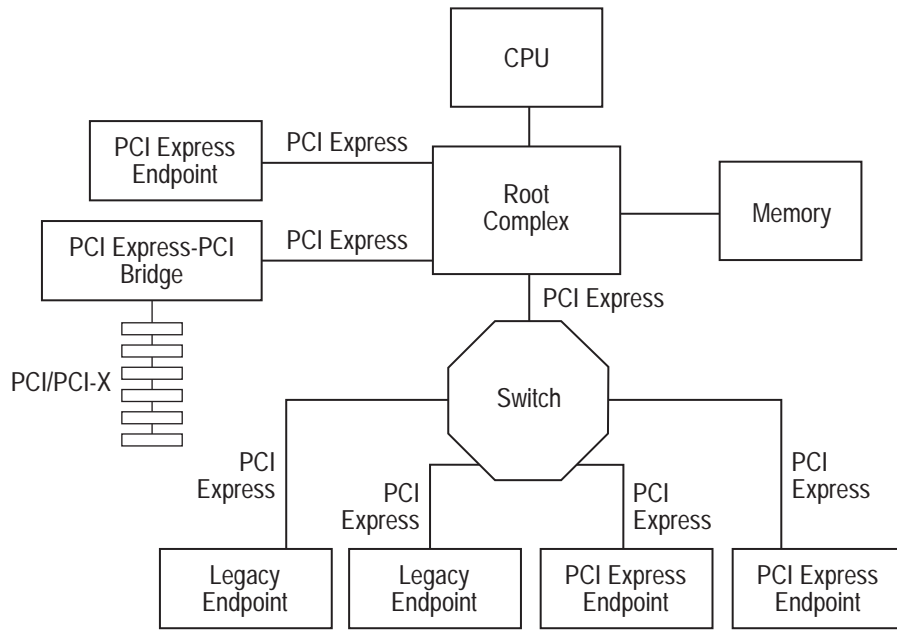 CPU
PCI Express
Endpoint
PCI Express
Root
Complex
Memory
PCI Express-PCI
Bridge
PCI Express
PCI Express
PCI/PCI-X
Switch
PCI
Express
PCI
Express
PCI
Express
PCI
Express
Legacy
Endpoint
Legacy
Endpoint
PCI Express
Endpoint
PCI Express
Endpoint